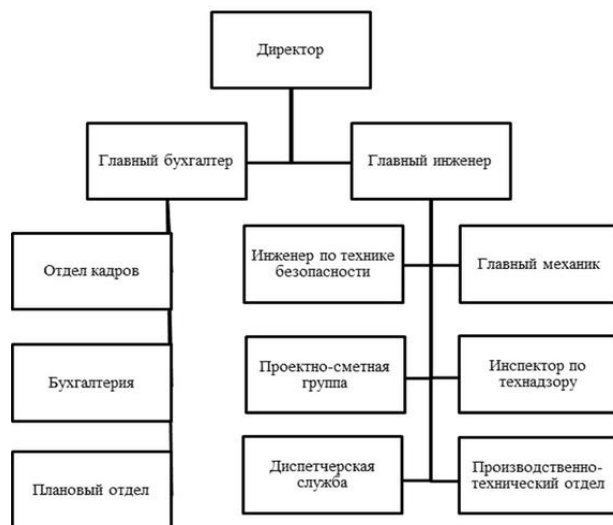 Директор
Главный бухгалтер
Главный инженер
Отдел кадров
Инженер по технике
безопасности
Главный механик
Бухгалтерия
Проектно-сметная
группа
Инспектор по
технадзору
Плановый отдел
Диспетчерская
служба
Производственно-
технический отдел